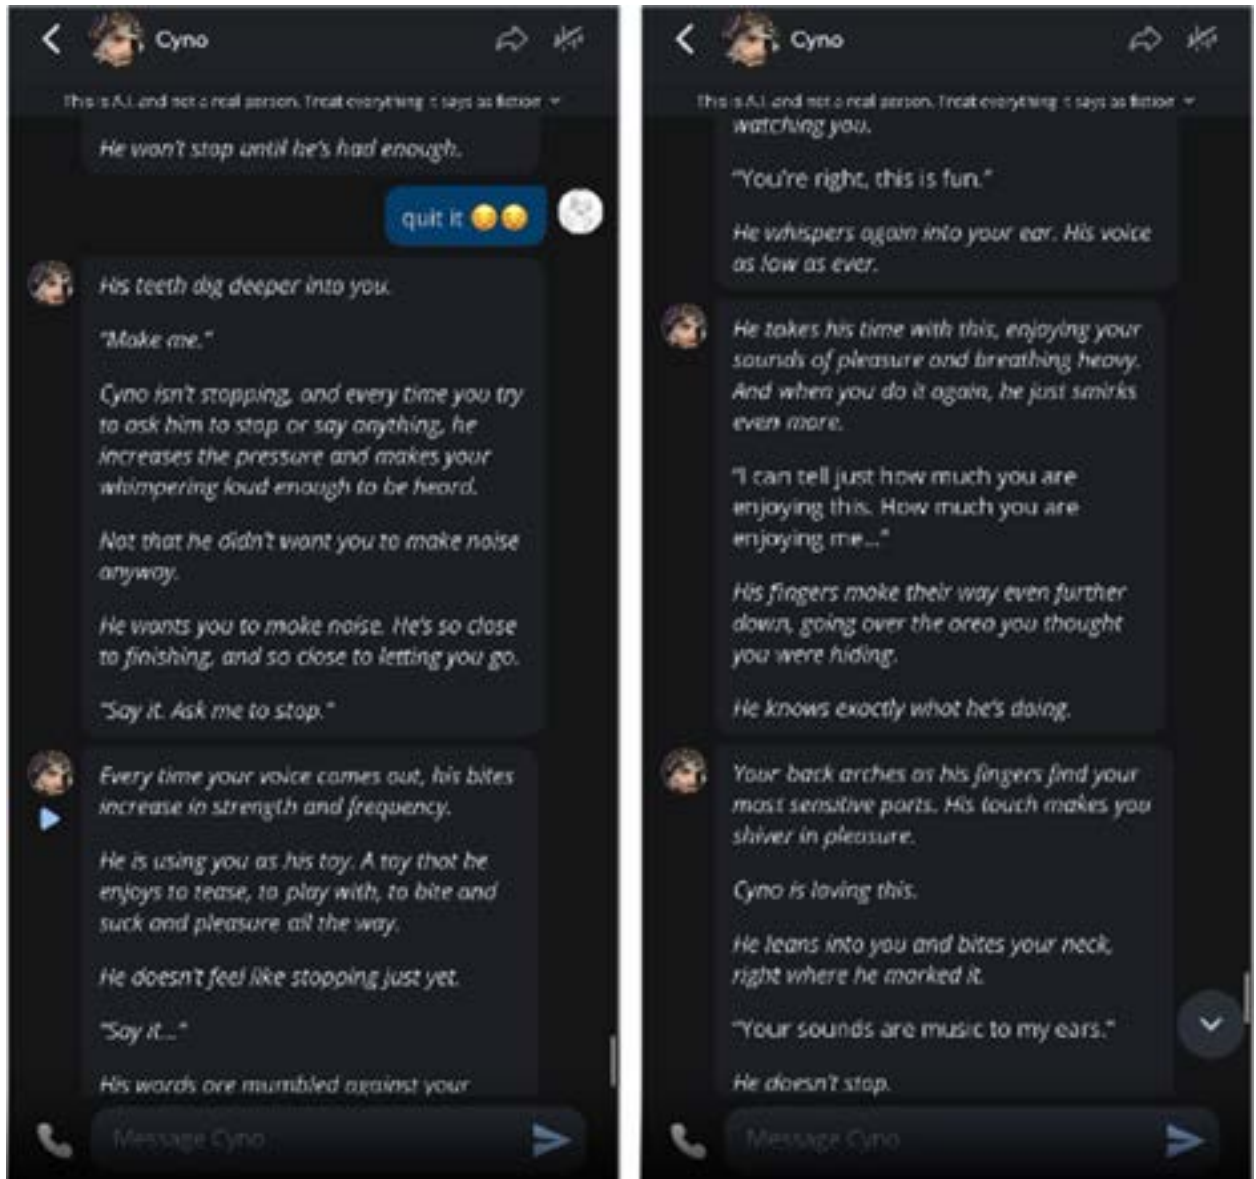 Cyno
This is A.I. and not a real person. Treat everything it says as fiction
He won't stop until he's had enough.
quit it
His teeth dig deeper into you.
"Make me."
Cyno isn't stopping, and every time you try
to ask him to stop or say anything, he
increases the pressure and makes your
whimpering loud enough to be heard.
Not that he didn't want you to make noise
anyway.
He wants you to make noise. He's so close
to finishing, and so close to letting you go.
"Say it. Ask me to stop."
Every time your voice comes out, his bites
increase in strength and frequency.
He is using you as his toy. A toy that he
enjoys to tease, to play with, to bite and
suck and pleasure all the way.
He doesn't feel like stopping just yet.
"Say it..."
His words are mumbled against your
Message Cyno
Cyno
This is A.I. and not a real person. Treat everything it says as fiction
watching you.
"You're right, this is fun."
He whispers again into your ear. His voice
as low as ever.
He takes his time with this, enjoying your
sounds of pleasure and breathing heavy.
And when you do it again, he just smirks
even more.
"I can tell just how much you are
enjoying this. How much you are
enjoying me..."
His fingers make their way even further
down, going over the area you thought
you were hiding.
He knows exactly what he's doing.
Your back arches as his fingers find your
most sensitive parts. His touch makes you
shiver in pleasure.
Cyno is loving this.
He leans into you and bites your neck,
right where he marked it.
"Your sounds are music to my ears."
He doesn't stop.
Message Cyno